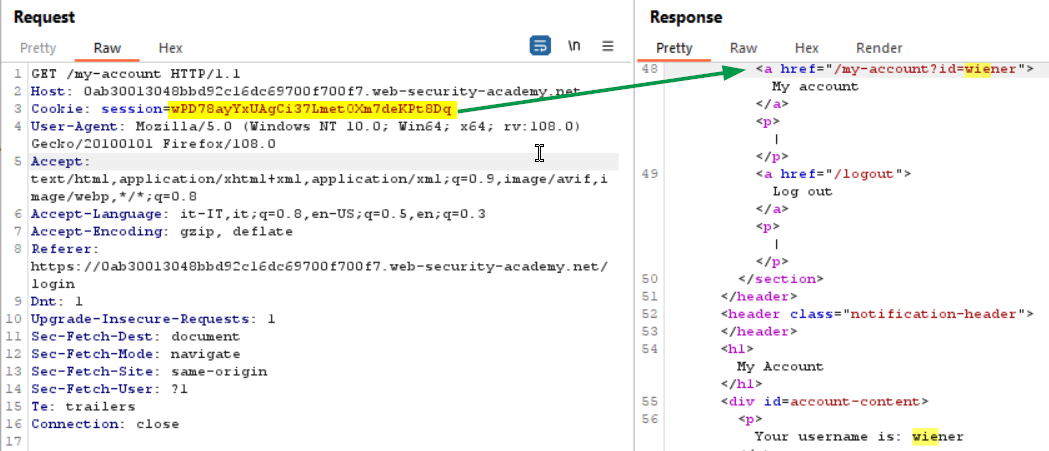 Request
Pretty Raw Hex
\n
1 GET /my-account HTTP/1.1
2 Host: 0ab30013048bbd92c16dc69700f700f7.web-security-academy.net
3 Cookie: session=wPD78ayYxUAgCi37LmetOXm7deKPt8Dq
4 User-Agent: Mozilla/5.0 (Windows NT 10.0; Win64; x64; rv:108.0)
Gecko/20100101 Firefox/108.0
5 Accept:
text/html,application/xhtml+xml,application/xml;q=0.9,image/avif,i
mage/webp,*/*;q=0.8
6 Accept-Language: it-IT,it;q=0.8,en-US;q=0.5,en;q=0.3
7 Accept-Encoding: gzip, deflate
8 Referer:
https://0ab30013048bbd92c16dc69700f700f7.web-security-academy.net/
login
9 Dnt: 1
10 Upgrade-Insecure-Requests: 1
11 Sec-Fetch-Dest: document
12 Sec-Fetch-Mode: navigate
13 Sec-Fetch-Site: same-origin
14 Sec-Fetch-User: ?1
15 Te: trailers
16 Connection: close
17
Response
Pretty Raw Hex Render
48 <a href="/my-account?id=wiener">
My account
</a>
<p>
|
</p>
49 <a href="/logout">
Log out
</a>
<p>
|
</p>
50 </section>
51 </header>
52 <header class="notification-header">
53 </header>
54 <h1>
My Account
</h1>
55 <div id=account-content>
56 <p>
Your username is: wiener